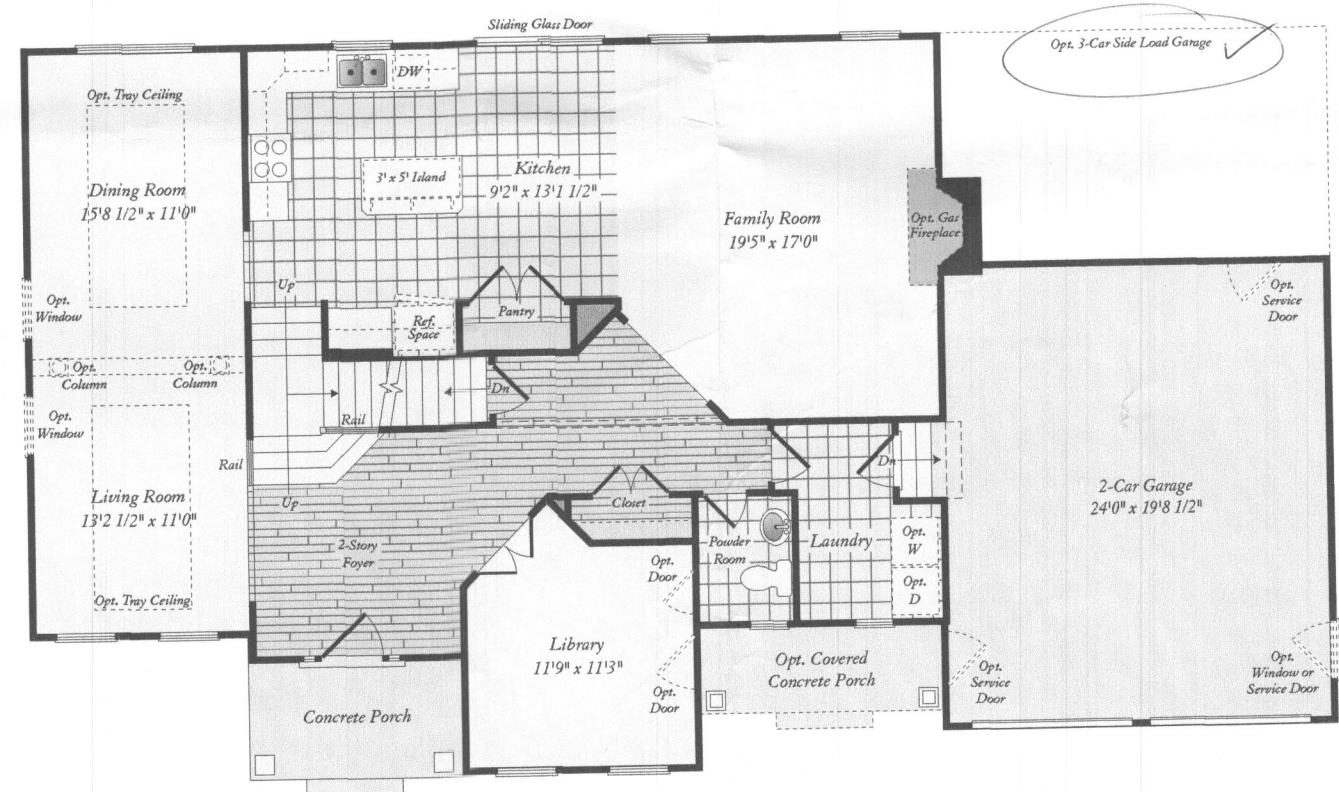 Sliding Glass Door
Opt. 3-Car Side Load Garage
DW
Opt. Tray Ceiling
3' x 5' Island
Kitchen
9'2" x 13'1 1/2"
Dining Room
15'8 1/2" x 11'0"
Family Room
19'5" x 17'0"
Opt. Gas
Fireplace
Up
Opt.
Window
Ref.
Space
Pantry
Opt.
Service
Door
Opt.
Column
Opt.
Column
Dn
Opt.
Window
Rail
Rail
Dn
Living Room
13'2 1/2" x 11'0"
Up
Closet
2-Car Garage
24'0" x 19'8 1/2"
2-Story
Foyer
Powder
Room
Laundry
Opt.
W
Opt.
D
Opt.
Door
Opt. Tray Ceiling
Library
11'9" x 11'3"
Opt.
Door
Opt. Covered
Concrete Porch
Opt.
Service
Door
Opt.
Window or
Service Door
Concrete Porch